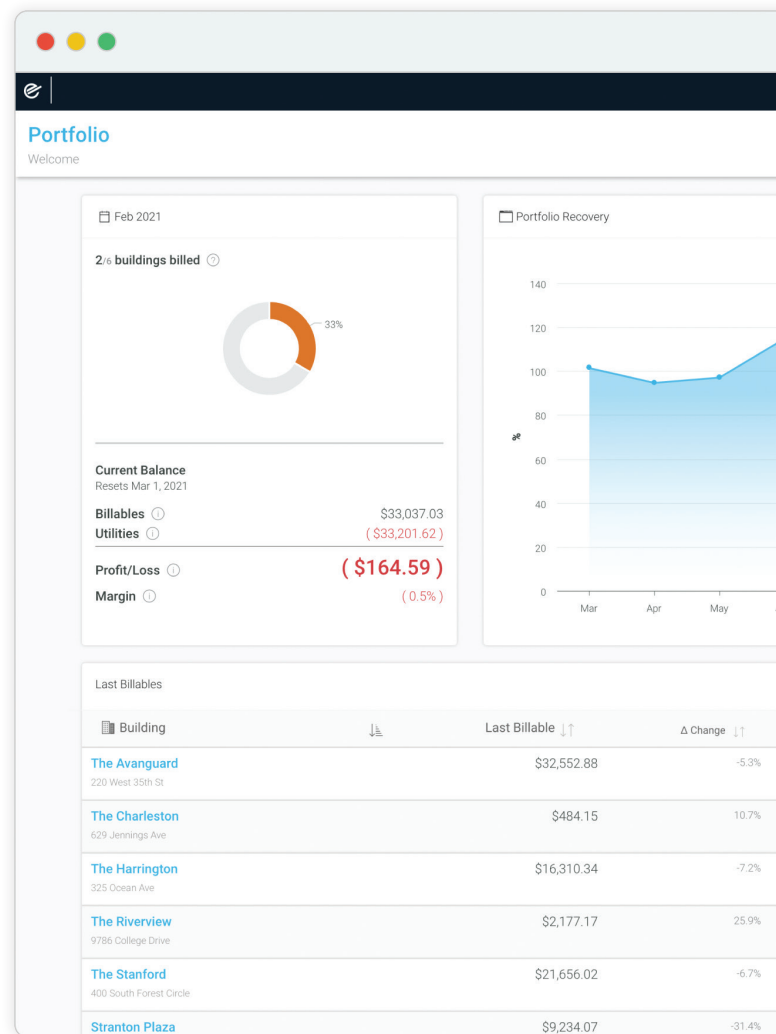 Portfolio
Welcome
Feb 2021
2/6 buildings billed ?
33%
Current Balance
Resets Mar 1, 2021
Billables $33,037.03
Utilities ( $33,201.62 )
Profit/Loss ( $164.59 )
Margin ( 0.5% )
Portfolio Recovery
140
120
100
80
%
60
40
20
0
Mar Apr May
Last Billables
Building Last Billable Δ Change
The Avanguard $32,552.88 -5.3%
220 West 35th St
The Charleston $484.15 10.7%
629 Jennings Ave
The Harrington $16,310.34 -7.2%
325 Ocean Ave
The Riverview $2,177.17 25.9%
9786 College Drive
The Stanford $21,656.02 -6.7%
400 South Forest Circle
Stranton Plaza $9,234.07 -31.4%